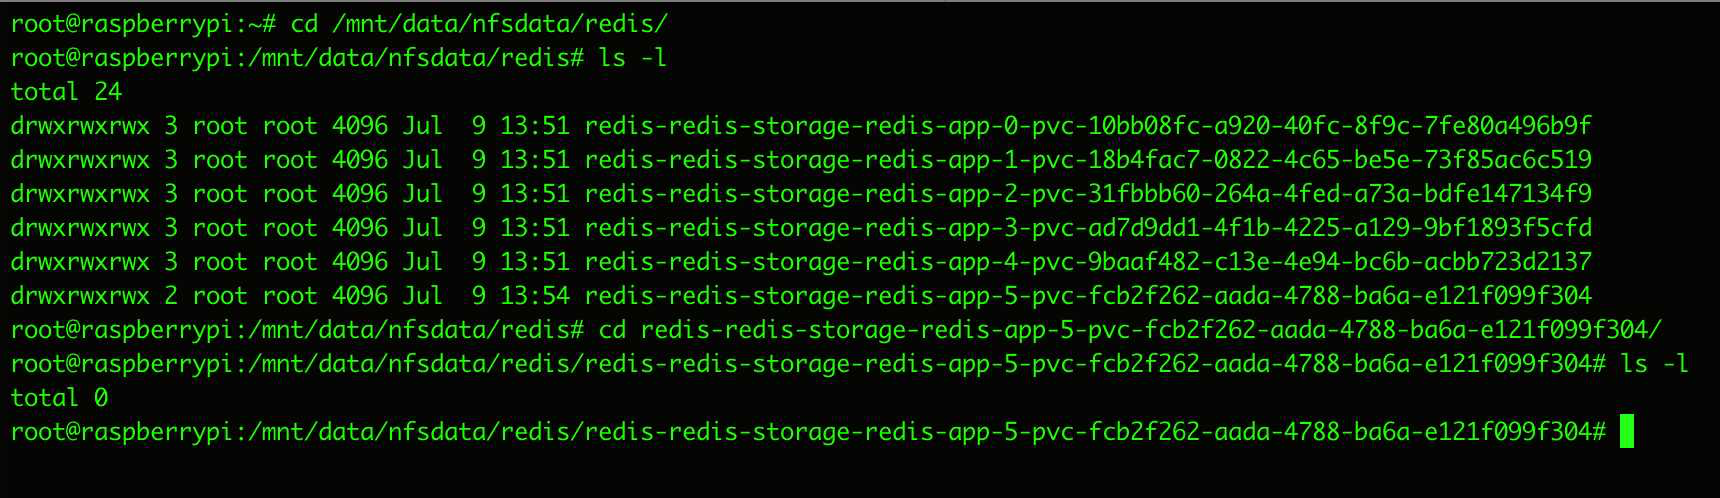 root@raspberrypi:~# cd /mnt/data/nfsdata/redis/
root@raspberrypi:/mnt/data/nfsdata/redis# ls -l
total 24
drwxrwxrwx 3 root root 4096 Jul  9 13:51 redis-redis-storage-redis-app-0-pvc-10bb08fc-a920-40fc-8f9c-7fe80a496b9f
drwxrwxrwx 3 root root 4096 Jul  9 13:51 redis-redis-storage-redis-app-1-pvc-18b4fac7-0822-4c65-be5e-73f85ac6c519
drwxrwxrwx 3 root root 4096 Jul  9 13:51 redis-redis-storage-redis-app-2-pvc-31fbbb60-264a-4fed-a73a-bdfe147134f9
drwxrwxrwx 3 root root 4096 Jul  9 13:51 redis-redis-storage-redis-app-3-pvc-ad7d9dd1-4f1b-4225-a129-9bf1893f5cfd
drwxrwxrwx 3 root root 4096 Jul  9 13:51 redis-redis-storage-redis-app-4-pvc-9baaf482-c13e-4e94-bc6b-acbb723d2137
drwxrwxrwx 2 root root 4096 Jul  9 13:54 redis-redis-storage-redis-app-5-pvc-fcb2f262-aada-4788-ba6a-e121f099f304
root@raspberrypi:/mnt/data/nfsdata/redis# cd redis-redis-storage-redis-app-5-pvc-fcb2f262-aada-4788-ba6a-e121f099f304/
root@raspberrypi:/mnt/data/nfsdata/redis/redis-redis-storage-redis-app-5-pvc-fcb2f262-aada-4788-ba6a-e121f099f304# ls -l
total 0
root@raspberrypi:/mnt/data/nfsdata/redis/redis-redis-storage-redis-app-5-pvc-fcb2f262-aada-4788-ba6a-e121f099f304#